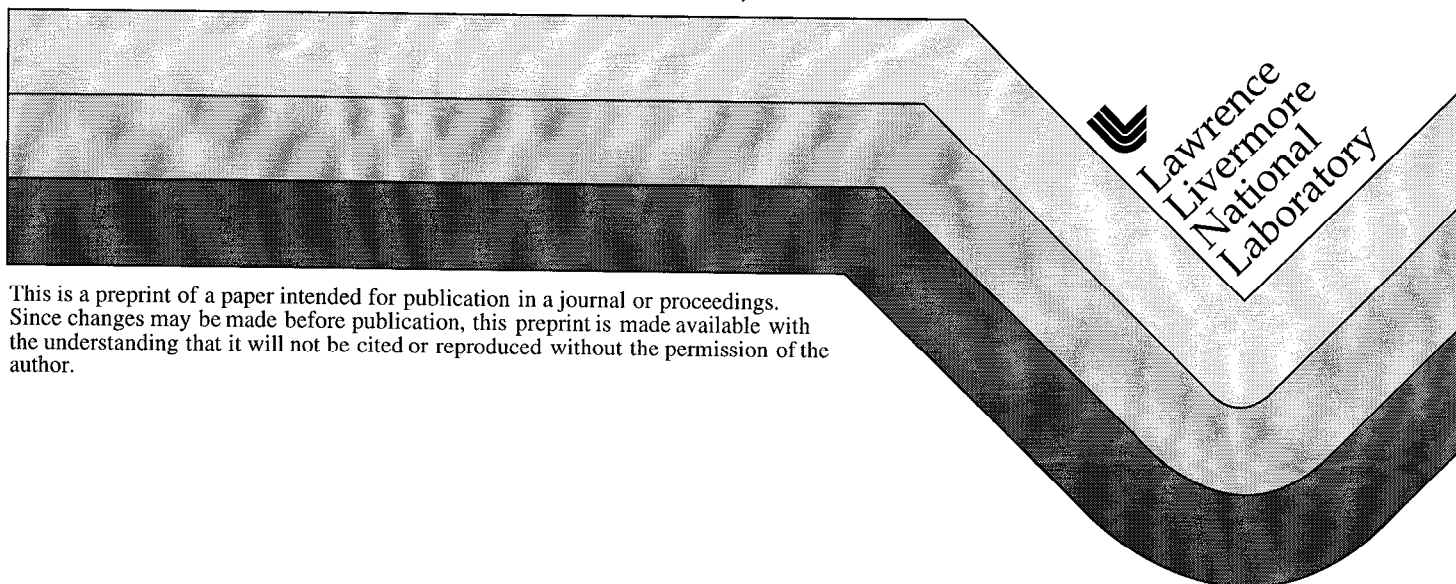 Lawrence
Livermore
National
Laboratory
This is a preprint of a paper intended for publication in a journal or proceedings.
Since changes may be made before publication, this preprint is made available with
the understanding that it will not be cited or reproduced without the permission of the
author.